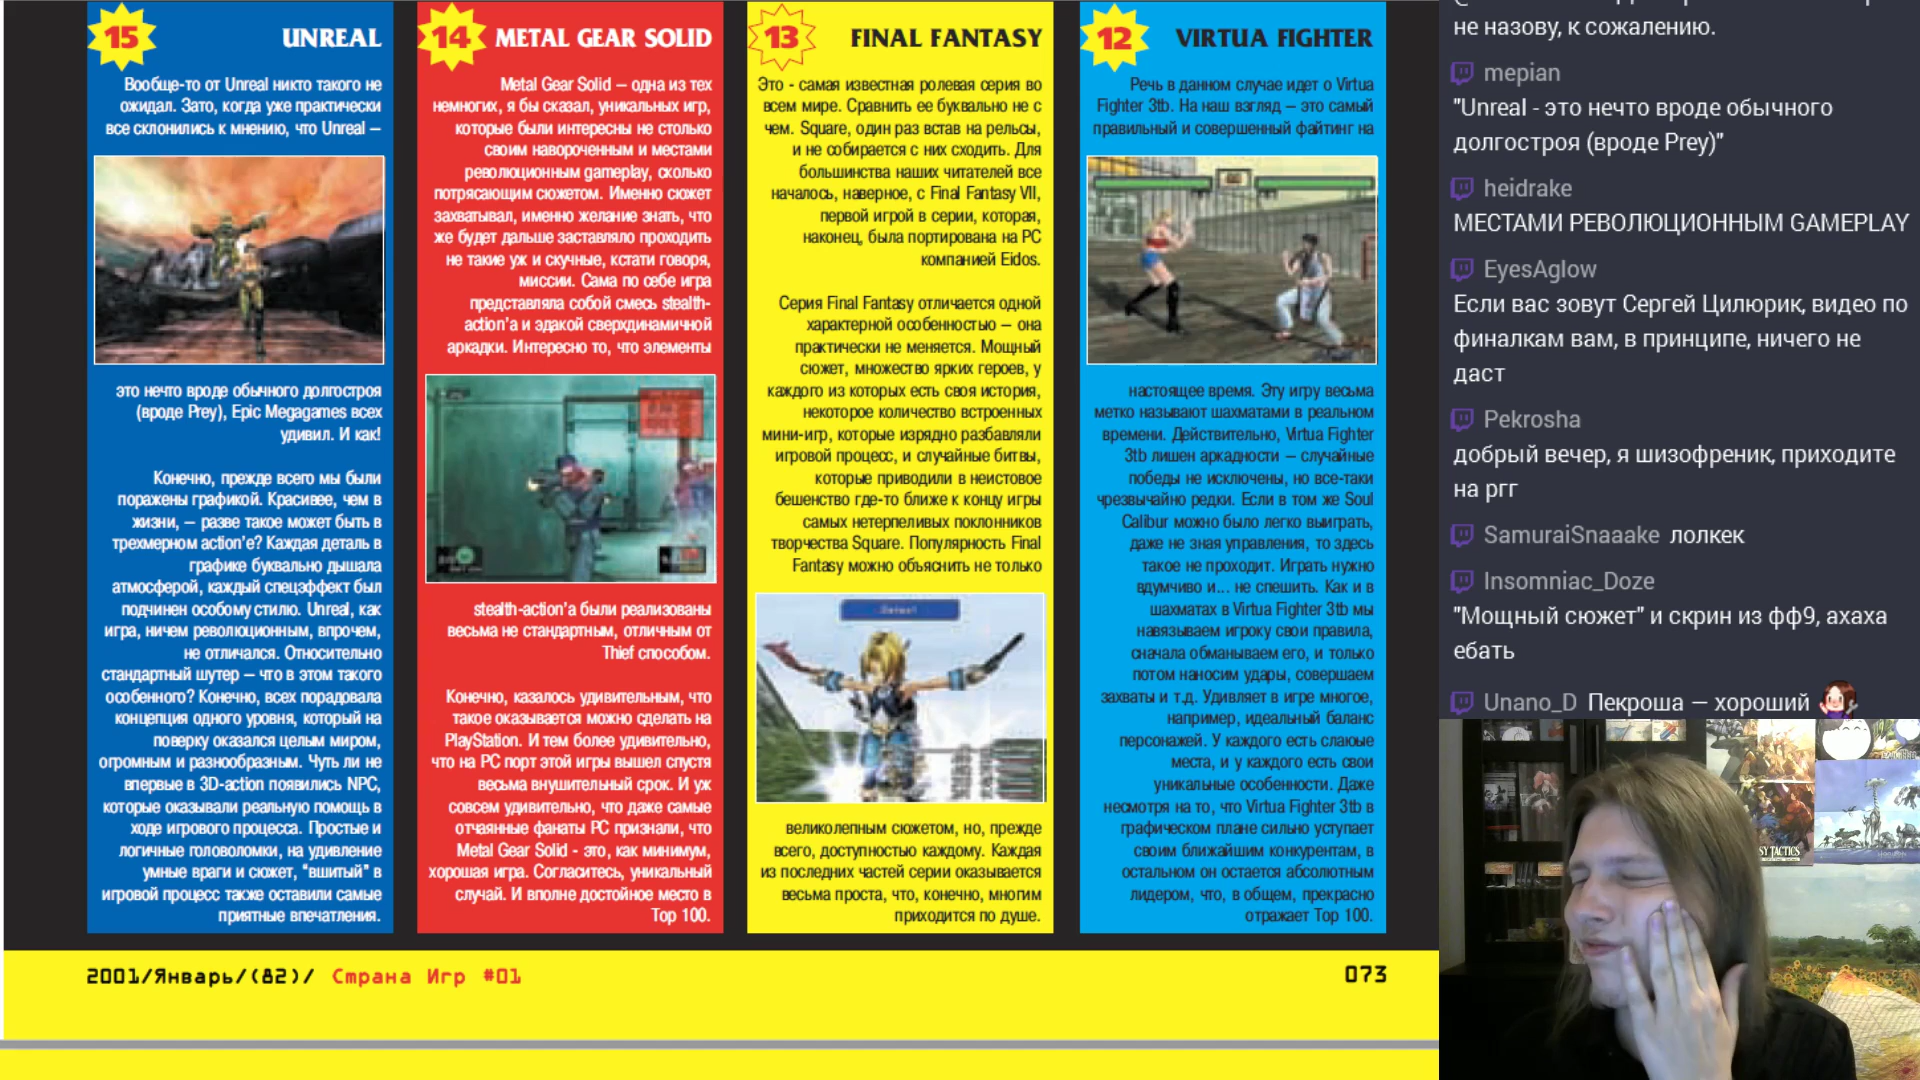 15 UNREAL
Вообще-то от Unreal никто такого не
ожидал. Зато, когда уже практически
все склонились к мнению, что Unreal –
это нечто вроде обычного долгостроя
(вроде Prey), Epic Megagames всех
удивил. И как!
Конечно, прежде всего мы были
поражены графикой. Красивее, чем в
жизни, – разве такое может быть в
трехмерном action'е? Каждая деталь в
графике буквально дышала
атмосферой, каждый спецэффект был
подчинен особому стилю. Unreal, как
игра, ничем революционным, впрочем,
не отличался. Относительно
стандартный шутер – что в этом такого
особенного? Конечно, всех порадовала
концепция одного уровня, который на
поверку оказался целым миром,
огромным и разнообразным. Чуть ли не
впервые в 3D-action появились NPC,
которые оказывали реальную помощь в
ходе игрового процесса. Простые и
логичные головоломки, на удивление
умные враги и сюжет, "вшитый" в
игровой процесс также оставили самые
приятные впечатления.
14 METAL GEAR SOLID
Metal Gear Solid – одна из тех
немногих, я бы сказал, уникальных игр,
которые были интересны не столько
своим навороченным и местами
революционным gameplay, сколько
потрясающим сюжетом. Именно сюжет
захватывал, именно желание знать, что
же будет дальше заставляло проходить
не такие уж и скучные, кстати говоря,
миссии. Сама по себе игра
представляла собой смесь stealth-
action'а и эдакой сверхдинамичной
аркадки. Интересно то, что элементы
stealth-action'а были реализованы
весьма не стандартным, отличным от
Thief способом.
Конечно, казалось удивительным, что
такое оказывается можно сделать на
PlayStation. И тем более удивительно,
что на PC порт этой игры вышел спустя
весьма внушительный срок. И уж
совсем удивительно, что даже самые
отчаянные фанаты PC признали, что
Metal Gear Solid - это, как минимум,
хорошая игра. Согласитесь, уникальный
случай. И вполне достойное место в
Top 100.
13 FINAL FANTASY
Это - самая известная ролевая серия во
всем мире. Сравнить ее буквально не с
чем. Square, один раз встав на рельсы,
и не собирается с них сходить. Для
большинства наших читателей все
началось, наверное, с Final Fantasy VII,
первой игрой в серии, которая,
наконец, была портирована на PC
компанией Eidos.
Серия Final Fantasy отличается одной
характерной особенностью – она
практически не меняется. Мощный
сюжет, множество ярких героев, у
каждого из которых есть своя история,
некоторое количество встроенных
мини-игр, которые изрядно разбавляли
игровой процесс, и случайные битвы,
которые приводили в неистовое
бешенство где-то ближе к концу игры
самых нетерпеливых поклонников
творчества Square. Популярность Final
Fantasy можно объяснить не только
великолепным сюжетом, но, прежде
всего, доступностью каждому. Каждая
из последних частей серии оказывается
весьма проста, что, конечно, многим
приходится по душе.
12 VIRTUA FIGHTER
Речь в данном случае идет о Virtua
Fighter 3tb. На наш взгляд – это самый
правильный и совершенный файтинг на
настоящее время. Эту игру весьма
метко называют шахматами в реальном
времени. Действительно, Virtua Fighter
3tb лишен аркадности – случайные
победы не исключены, но все-таки
чрезвычайно редки. Если в том же Soul
Calibur можно было легко выиграть,
даже не зная управления, то здесь
такое не проходит. Играть нужно
вдумчиво и... не спешить. Как и в
шахматах в Virtua Fighter 3tb мы
навязываем игроку свои правила,
сначала обманываем его, и только
потом наносим удары, совершаем
захваты и т.д. Удивляет в игре многое,
например, идеальный баланс
персонажей. У каждого есть слаюые
места, и у каждого есть свои
уникальные особенности. Даже
несмотря на то, что Virtua Fighter 3tb в
графическом плане сильно уступает
своим ближайшим конкурентам, в
остальном он остается абсолютным
лидером, что, в общем, прекрасно
отражает Top 100.
2001/Январь/(82)/ Страна Игр #01
073
не назову, к сожалению.
mepian
"Unreal - это нечто вроде обычного
долгостроя (вроде Prey)"
heidrake
МЕСТАМИ РЕВОЛЮЦИОННЫМ GAMEPLAY
EyesAglow
Если вас зовут Сергей Цилюрик, видео по
финалкам вам, в принципе, ничего не
даст
Pekrosha
добрый вечер, я шизофреник, приходите
на ргг
SamuraiSnaaake лолкек
Insomniac_Doze
"Мощный сюжет" и скрин из фф9, ахаха
ебать
Unano_D Пекроша — хороший
TACTICS